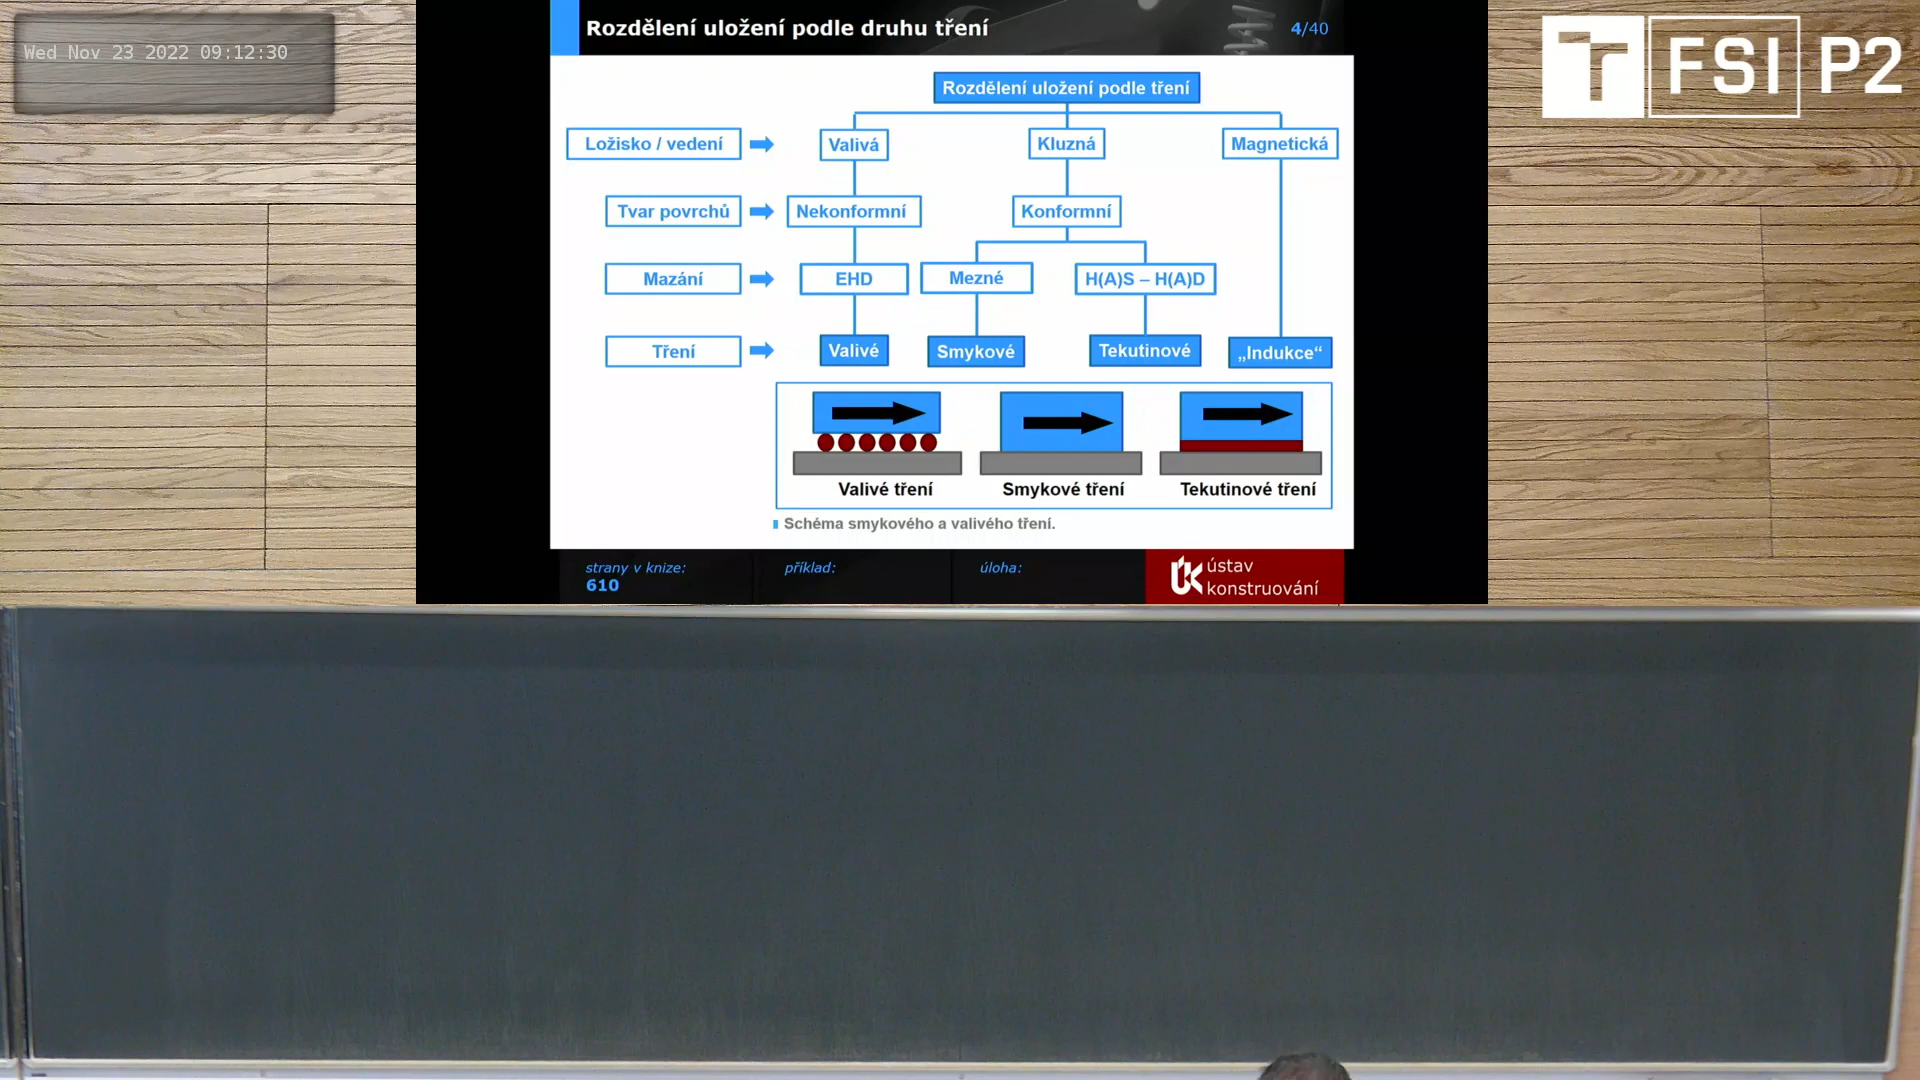 Wed Nov 23 2022 09:12:30
Rozdělení uložení podle druhu tření
4/40
FSI P2
Rozdělení uložení podle tření
Ložisko / vedení
Valivá
Kluzná
Magnetická
Tvar povrchů
Nekonformní
Konformní
Mazání
EHD
Mezné
H(A)S – H(A)D
Tření
Valivé
Smykové
Tekutinové
„Indukce“
Valivé tření
Smykové tření
Tekutinové tření
Schéma smykového a valivého tření.
strany v knize:
610
příklad:
úloha:
ústav
konstruování